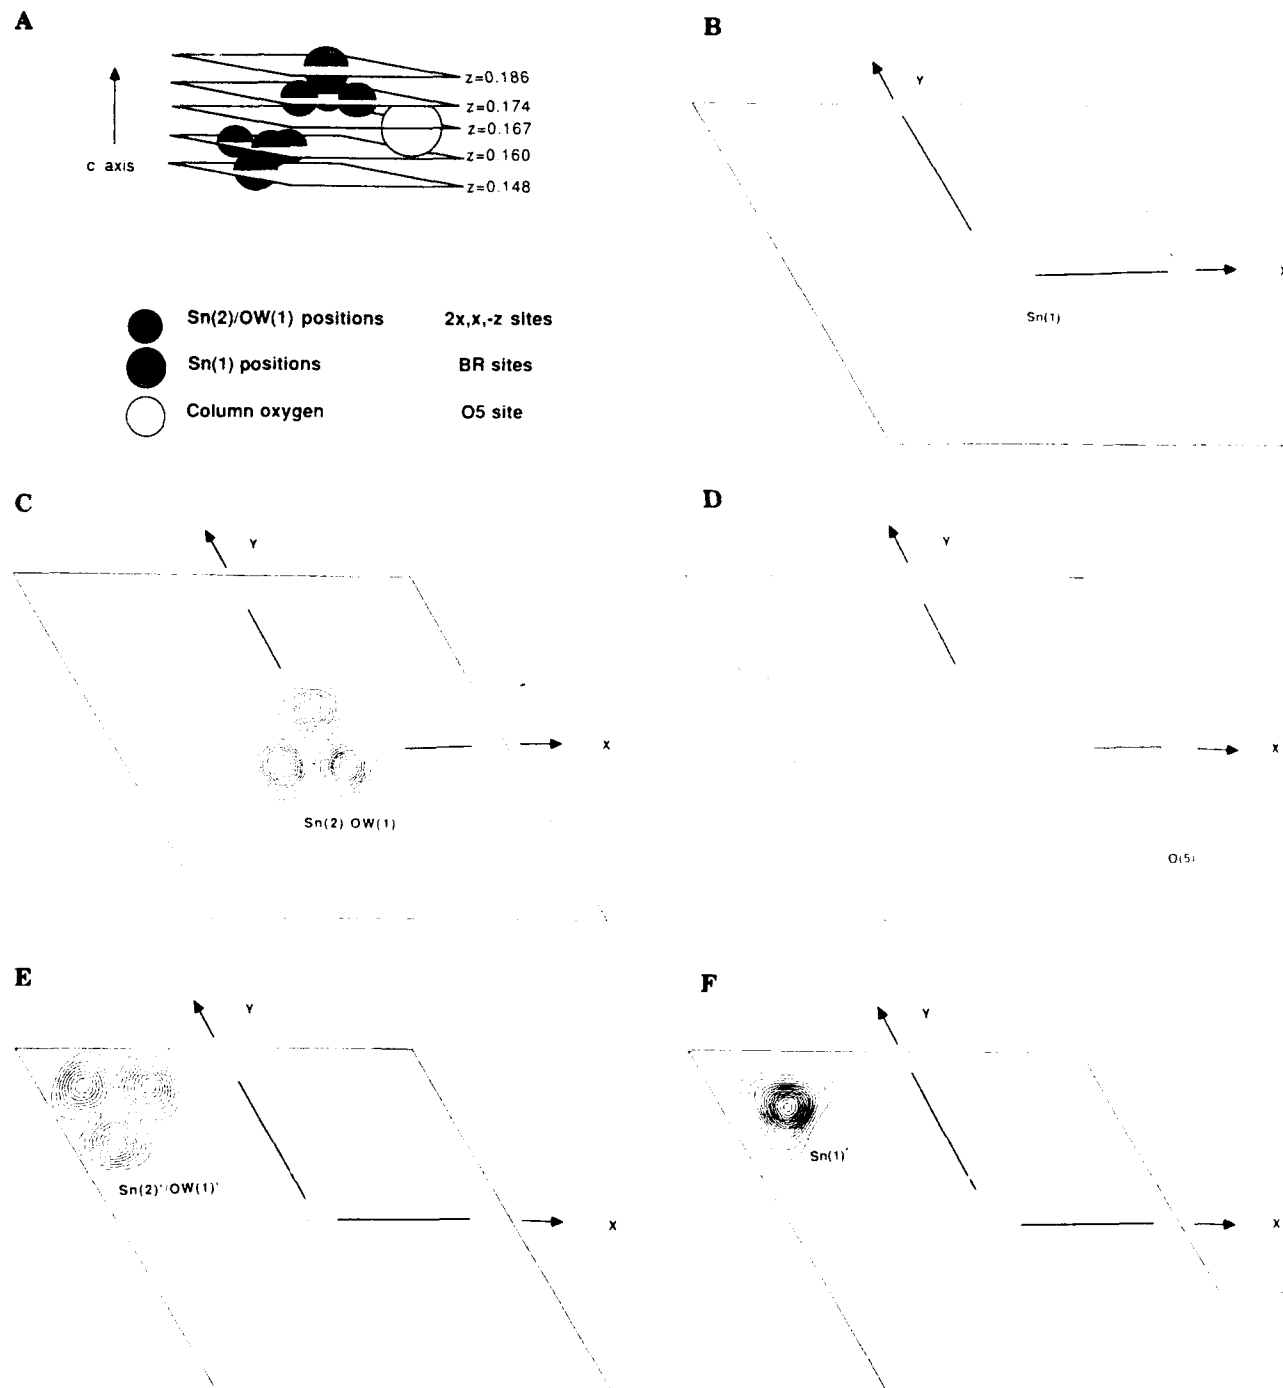 A
c axis
z=0.186
z=0.174
z=0.167
z=0.160
z=0.148
Sn(2)/OW(1) positions 2x,x,-z sites
Sn(1) positions BR sites
Column oxygen O5 site
B
Y
X
Sn(1)
C
Y
X
Sn(2) OW(1)
D
Y
X
O(5)
E
Y
X
Sn(2)'/OW(1)'
F
Y
X
Sn(1)'